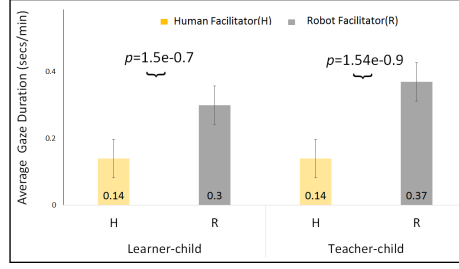 Human Facilitator(H) Robot Facilitator(R)
Average Gaze Duration (secs/min)
p=1.5e-0.7
p=1.54e-0.9
0.4
0.2
0
0.14
0.3
0.14
0.37
H R H R
Learner-child Teacher-child